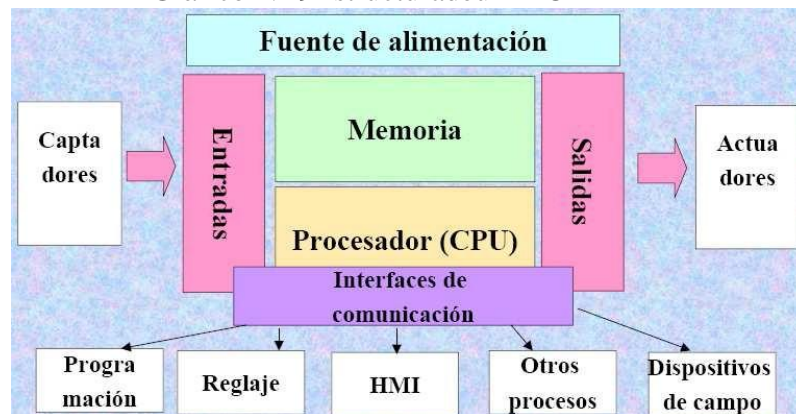 Fuente de alimentación
Capta
dores
Entradas
Memoria
Procesador (CPU)
Salidas
Actua
dores
Interfaces de
comunicación
Progra
mación
Reglaje
HMI
Otros
procesos
Dispositivos
de campo